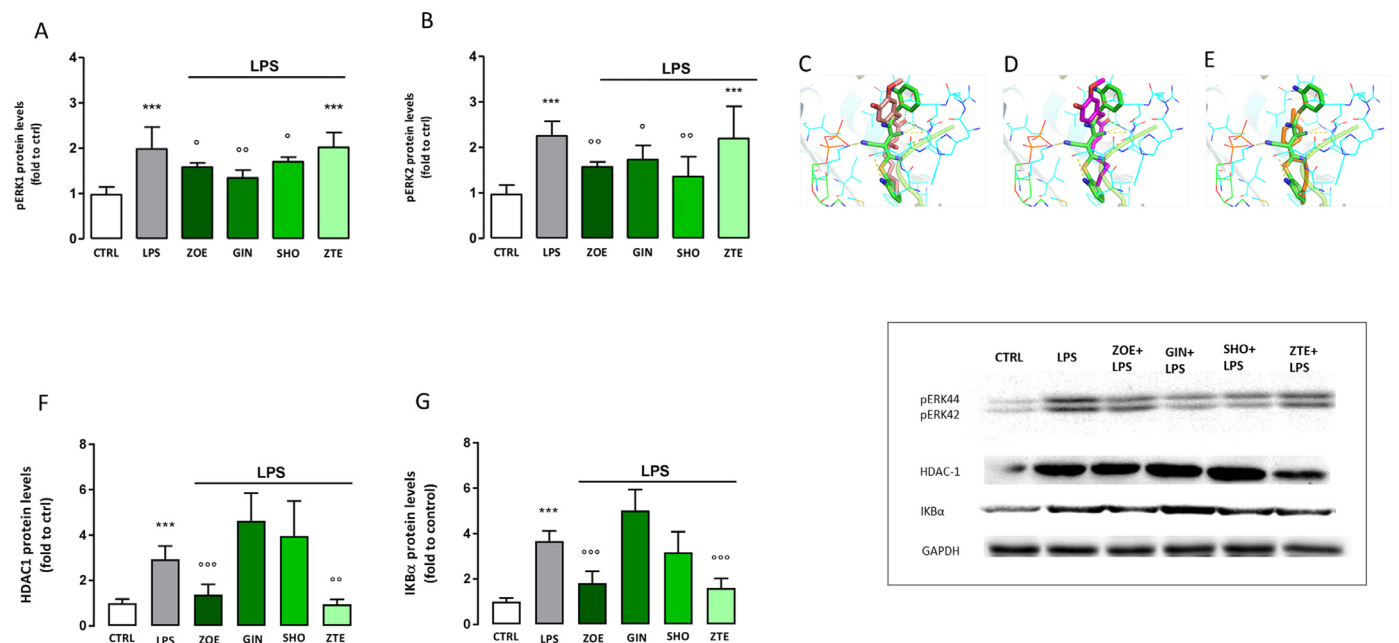 A
pERK1 protein levels
(fold to ctrl)
4
3
2
1
0
LPS
***
°
°°
°
***
CTRL LPS ZOE GIN SHO ZTE
B
pERK2 protein levels
(fold to ctrl)
4
3
2
1
0
LPS
***
°°
°
°°
***
CTRL LPS ZOE GIN SHO ZTE
C
D
E
F
HDAC1 protein levels
(fold to ctrl)
8
6
4
2
0
LPS
***
°°°
°°
CTRL LPS ZOE GIN SHO ZTE
G
IKBα protein levels
(fold to control)
8
6
4
2
0
LPS
***
°°°
°°°
CTRL LPS ZOE GIN SHO ZTE
CTRL LPS ZOE+ GIN+ SHO+ ZTE+
LPS LPS LPS LPS
pERK44
pERK42
HDAC-1
IKBα
GAPDH